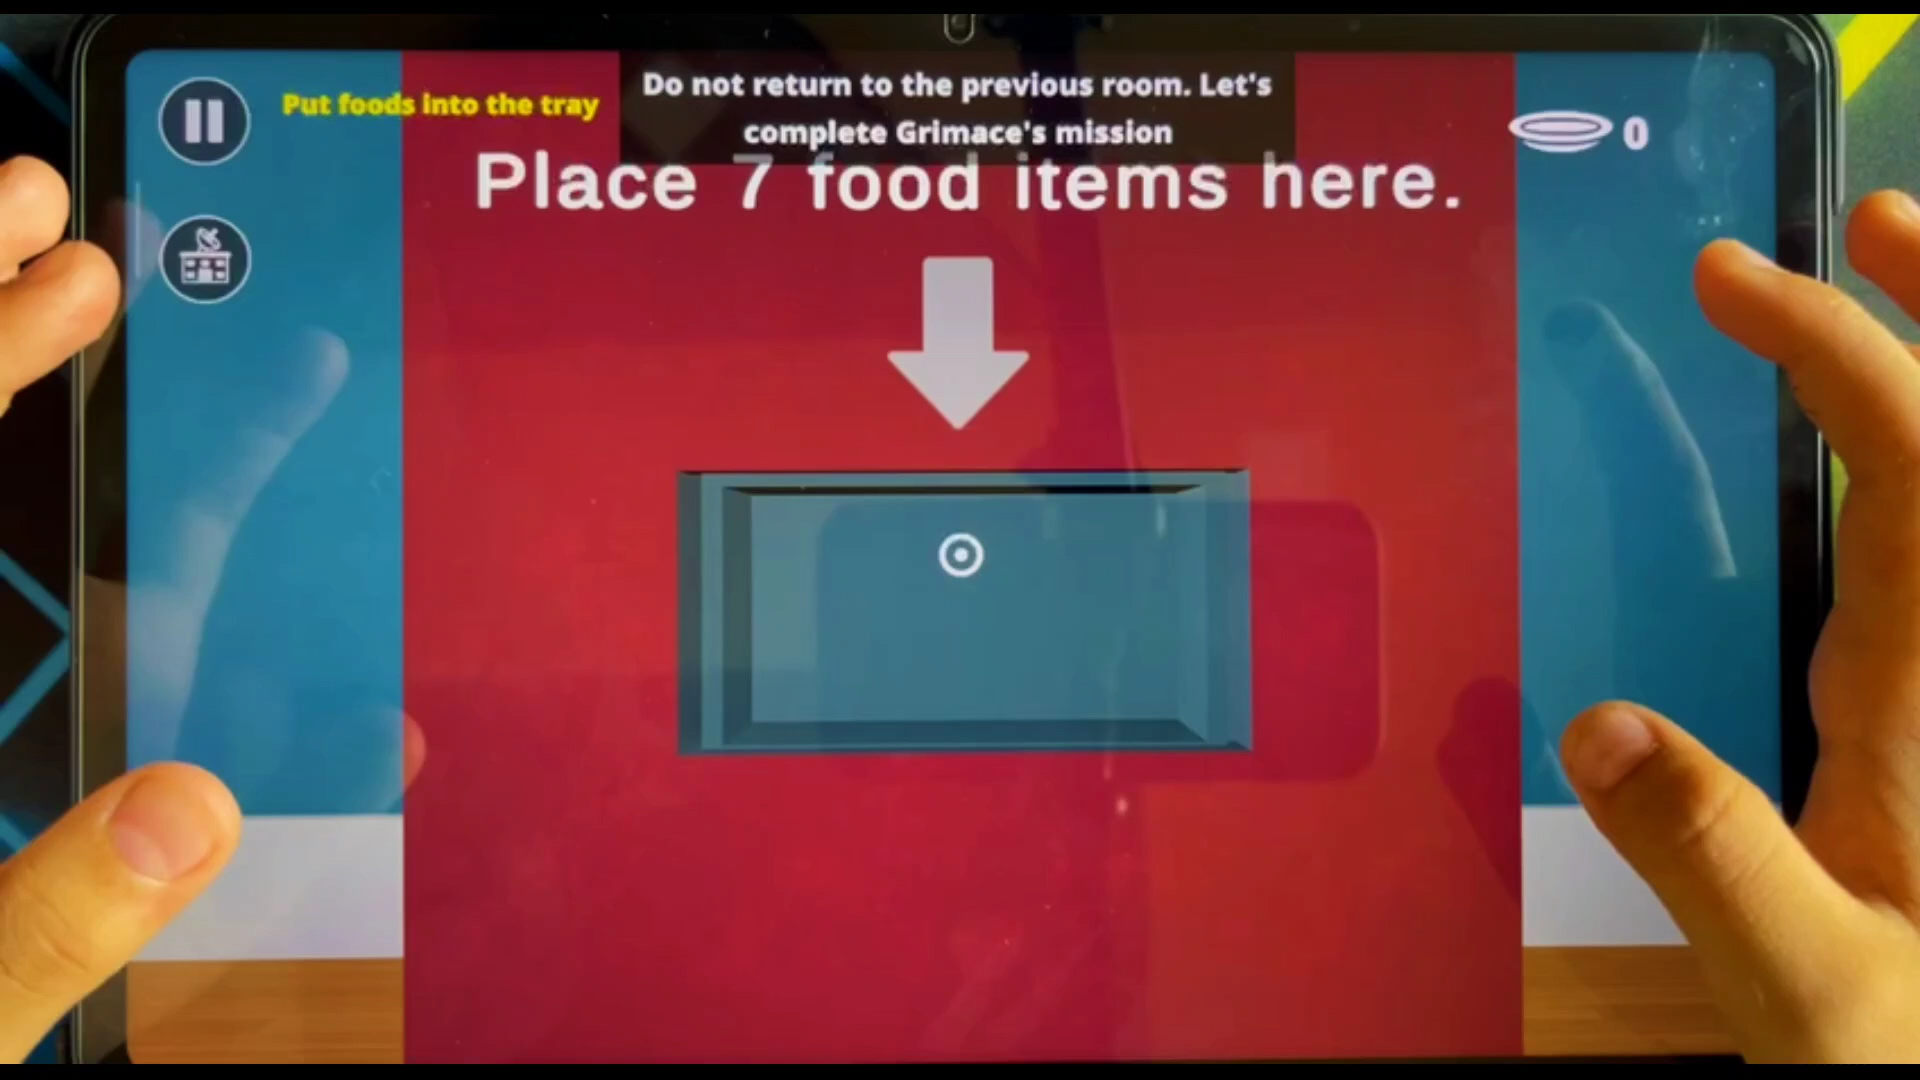 Put foods into the tray
Do not return to the previous room. Let's
complete Grimace's mission
0
Place 7 food items here.